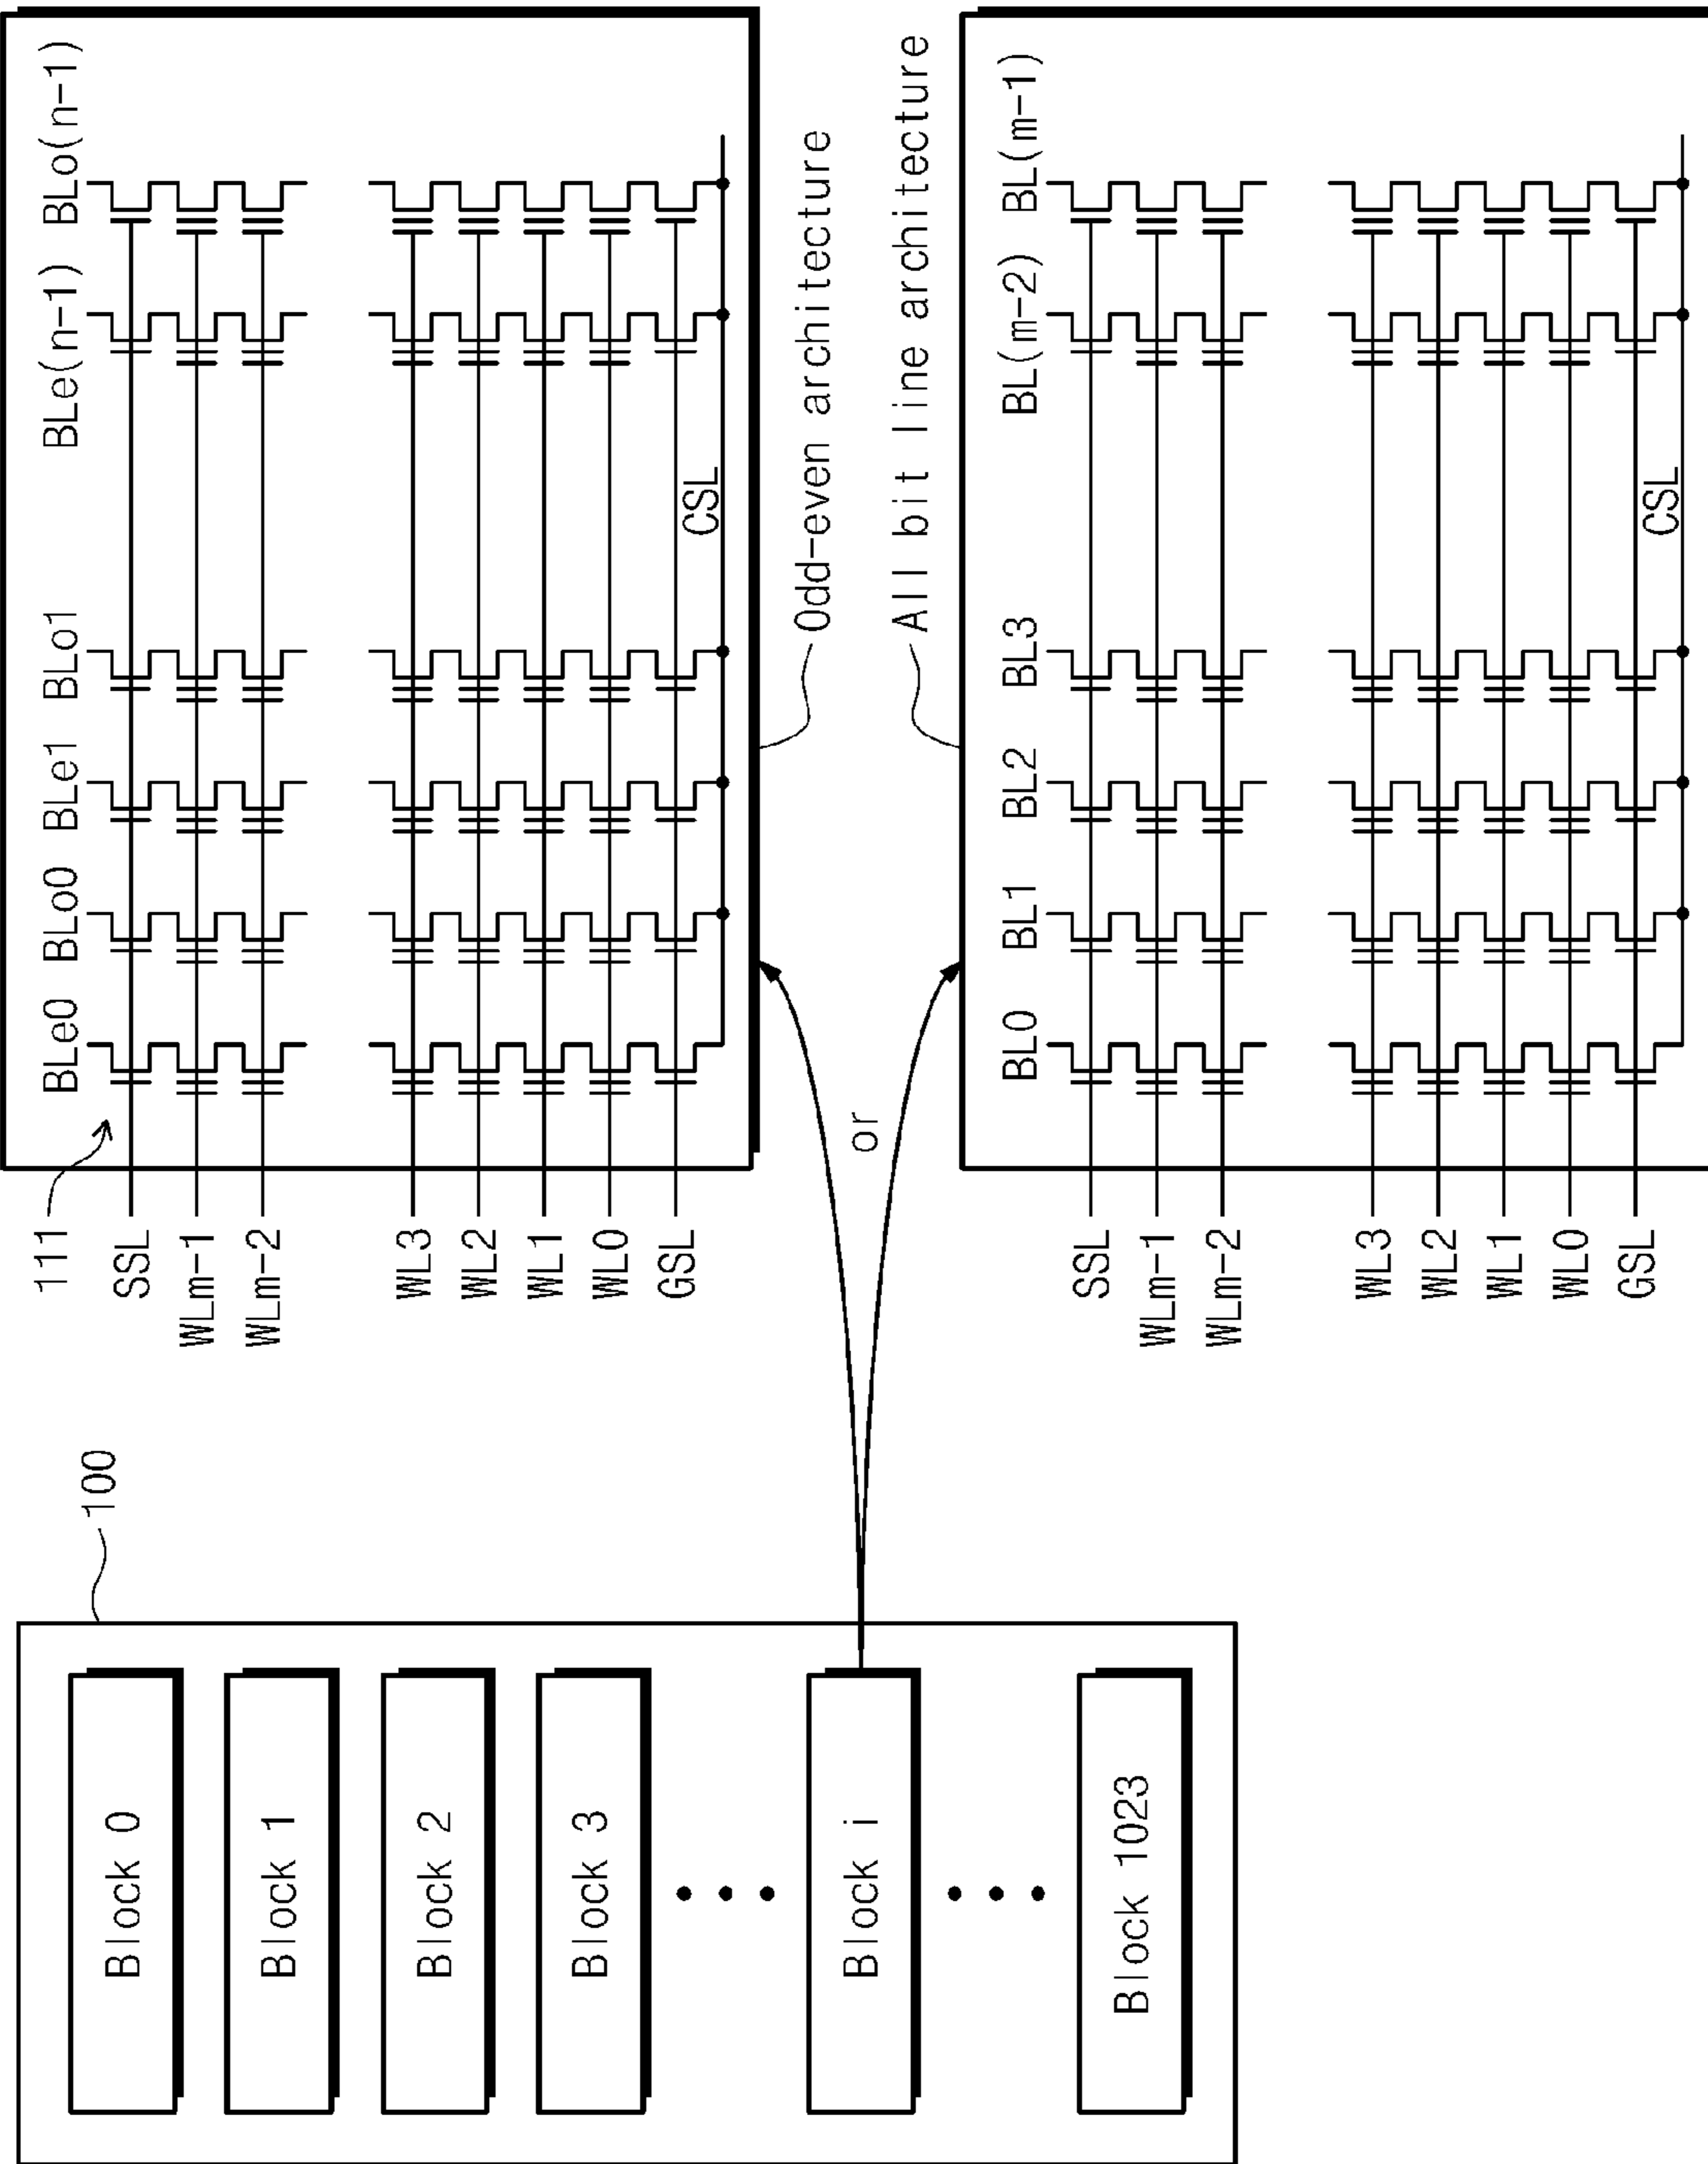 100
Block 0
Block 1
Block 2
Block 3
Block i
Block 1023
or
111
BLe0 BLo0 BLe1 BLo1 BLe(n-1) BLo(n-1)
SSL
WLm-1
WLm-2
WL3
WL2
WL1
WL0
GSL
CSL
Odd-even architecture
All bit line architecture
BL0 BL1 BL2 BL3 BL(m-2) BL(m-1)
SSL
WLm-1
WLm-2
WL3
WL2
WL1
WL0
GSL
CSL